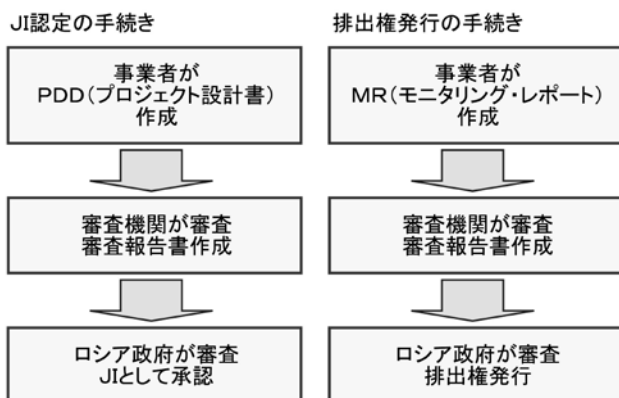 JI認定の手続き
事業者が
PDD(プロジェクト設計書)
作成
審査機関が審査
審査報告書作成
ロシア政府が審査
JIとして承認
排出権発行の手続き
事業者が
MR(モニタリング・レポート)
作成
審査機関が審査
審査報告書作成
ロシア政府が審査
排出権発行